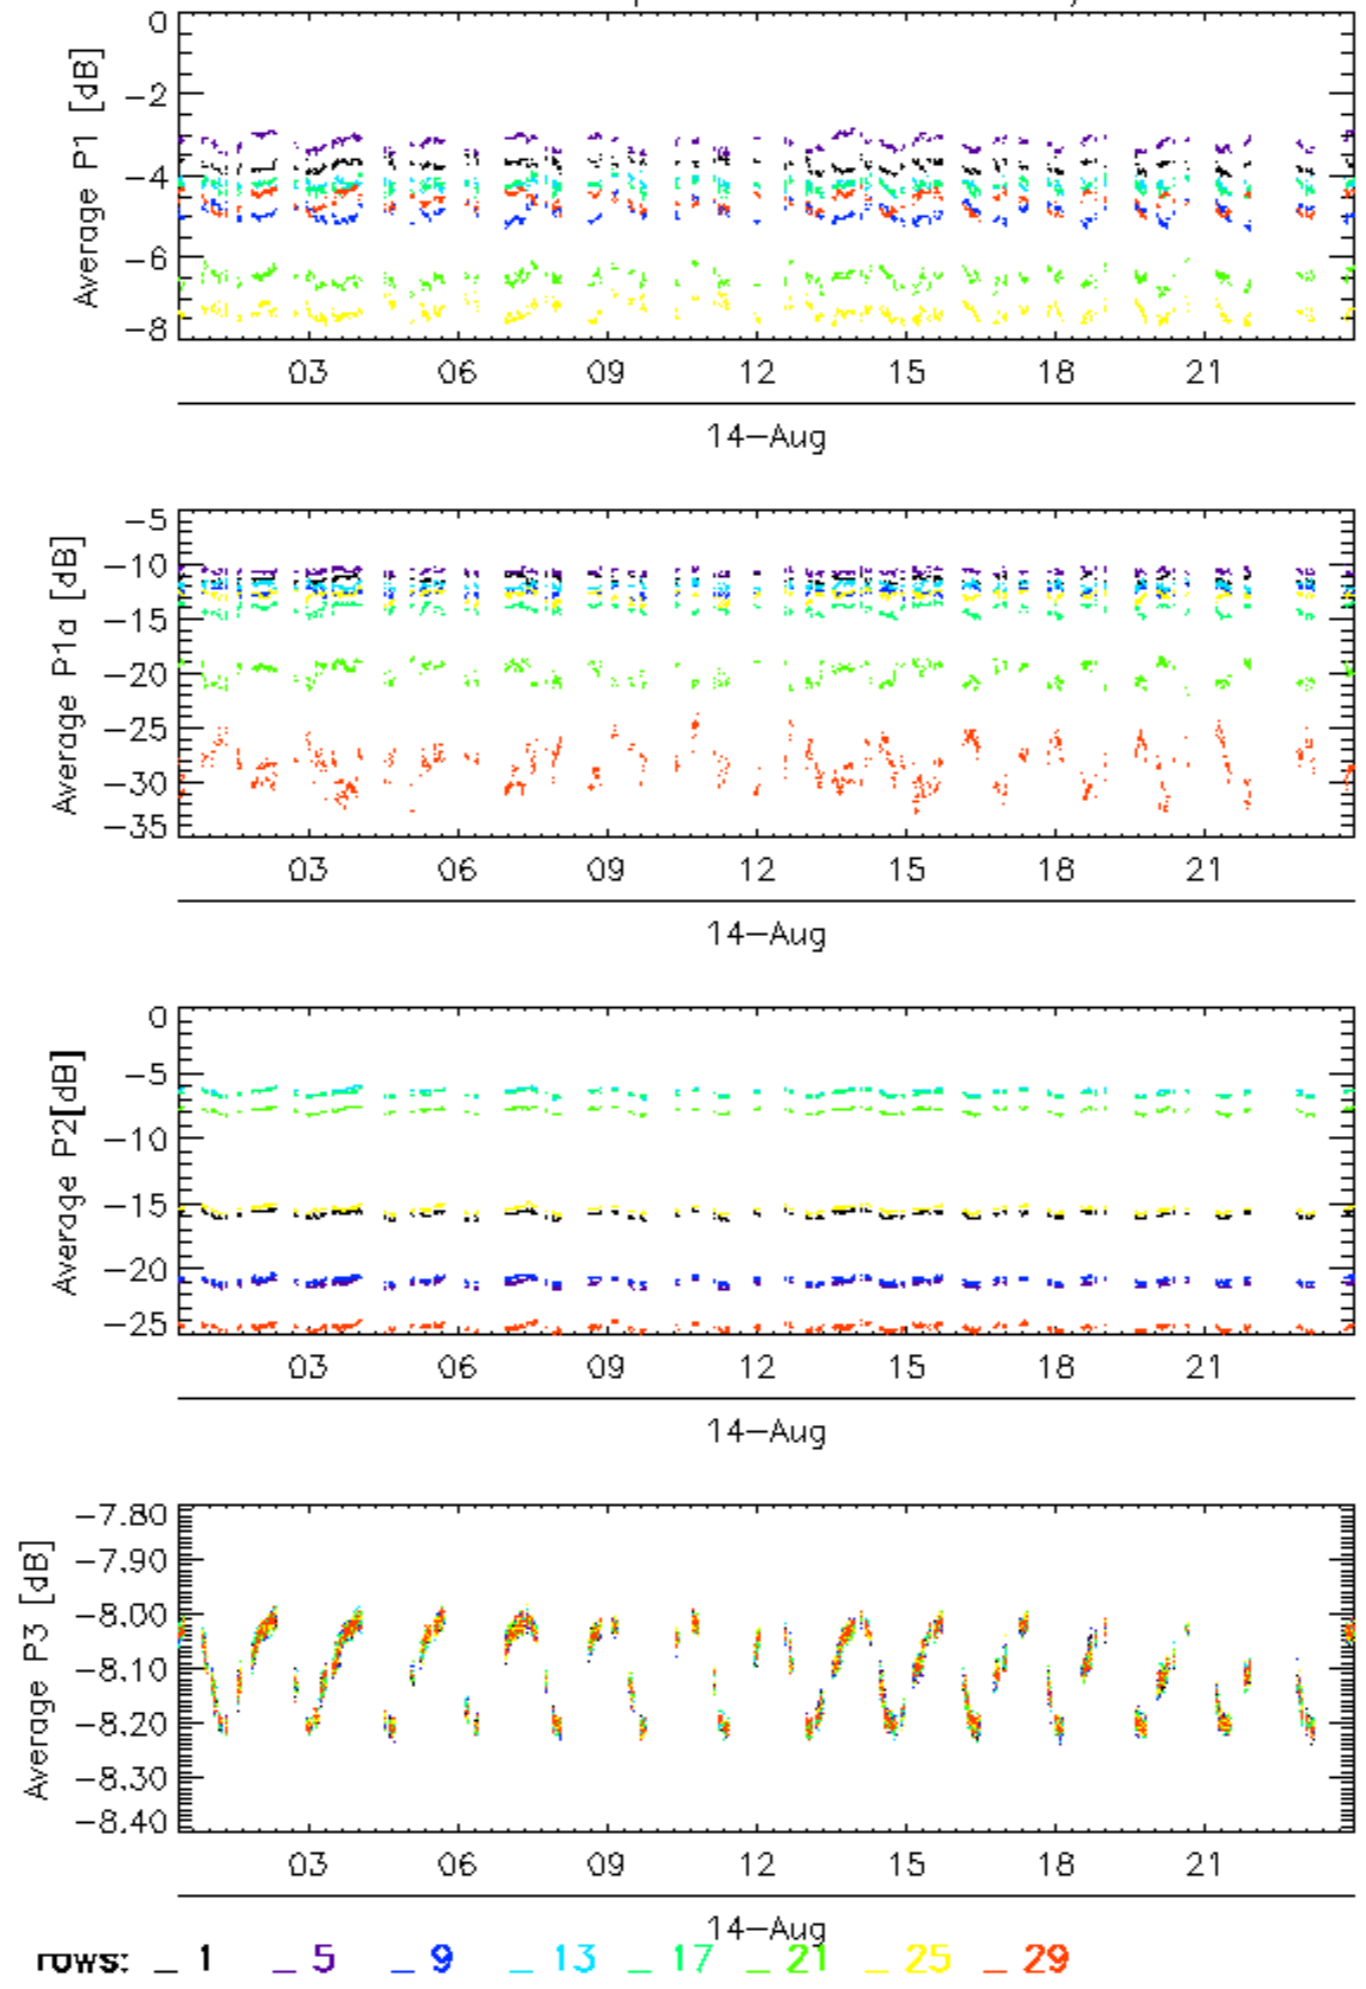 0
-2
-4
-6
-8
Average P1 [dB]
03 06 09 12 15 18 21
14-Aug
-5
-10
-15
-20
-25
-30
-35
Average P1a [dB]
03 06 09 12 15 18 21
14-Aug
0
-5
-10
-15
-20
-25
Average P2[dB]
03 06 09 12 15 18 21
14-Aug
-7.80
-7.90
-8.00
-8.10
-8.20
-8.30
-8.40
Average P3 [dB]
03 06 09 12 15 18 21
14-Aug
rows: _ 1 _ 5 _ 9 _ 13 _ 17 _ 21 _ 25 _ 29